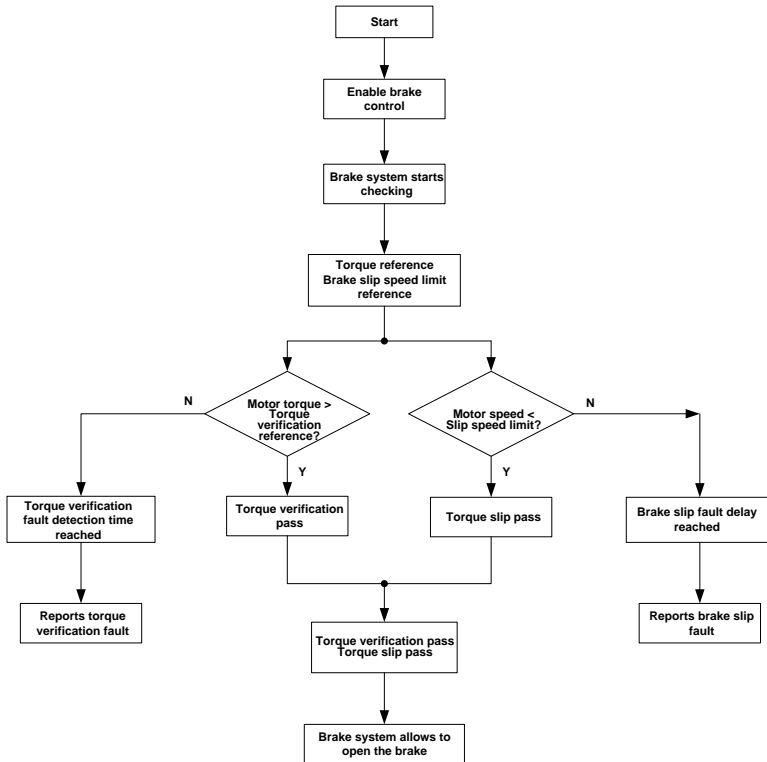 Start
Enable brake
control
Brake system starts
checking
Torque reference
Brake slip speed limit
reference
N
Motor torque >
Torque
verification
reference?
Y
Motor speed <
Slip speed limit?
N
Y
Torque verification
fault detection time
reached
Torque verification
pass
Torque slip pass
Brake slip fault delay
reached
Reports torque
verification fault
Reports brake slip
fault
Torque verification pass
Torque slip pass
Brake system allows to
open the brake